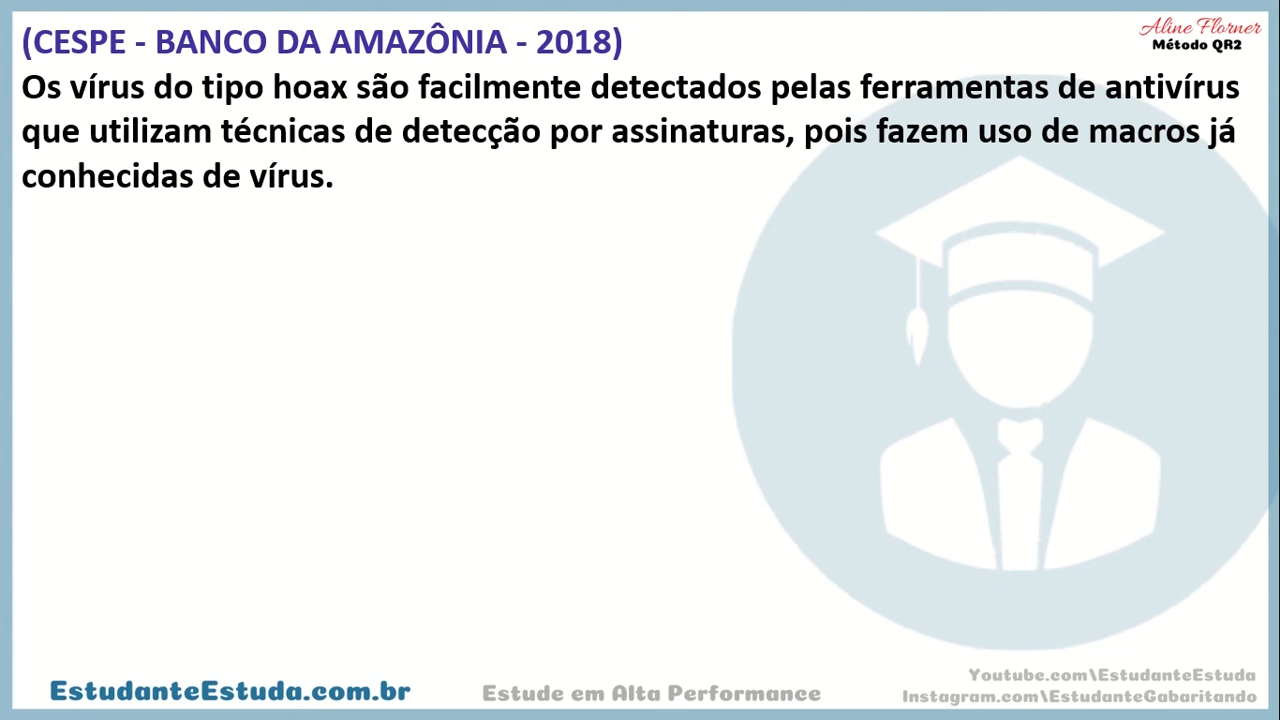 (CESPE - BANCO DA AMAZÔNIA - 2018)
Aline Florner
Método QR2
Os vírus do tipo hoax são facilmente detectados pelas ferramentas de antivírus
que utilizam técnicas de detecção por assinaturas, pois fazem uso de macros já
conhecidas de vírus.
EstudanteEstuda.com.br
Estude em Alta Performance
Youtube.com\EstudanteEstuda
Instagram.com\EstudanteGabaritando